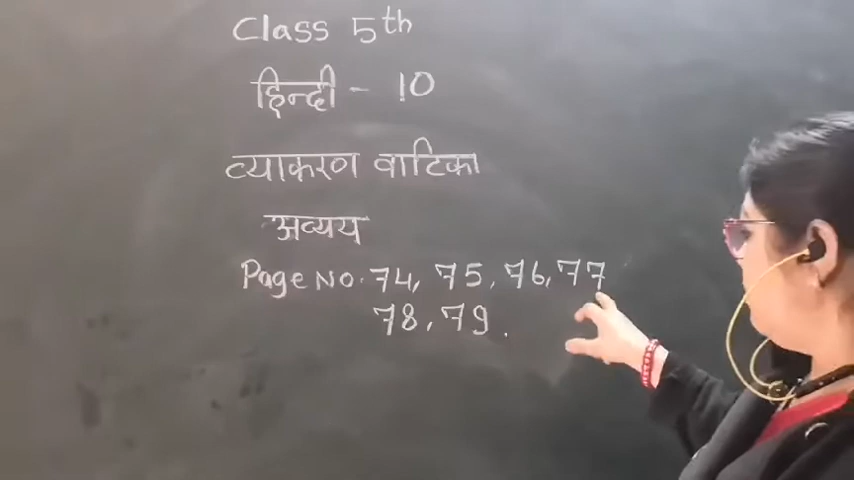 Class 5th
हिन्दी - 10
व्याकरण वाटिका
अव्यय
Page No. 74, 75, 76, 77
78, 79.